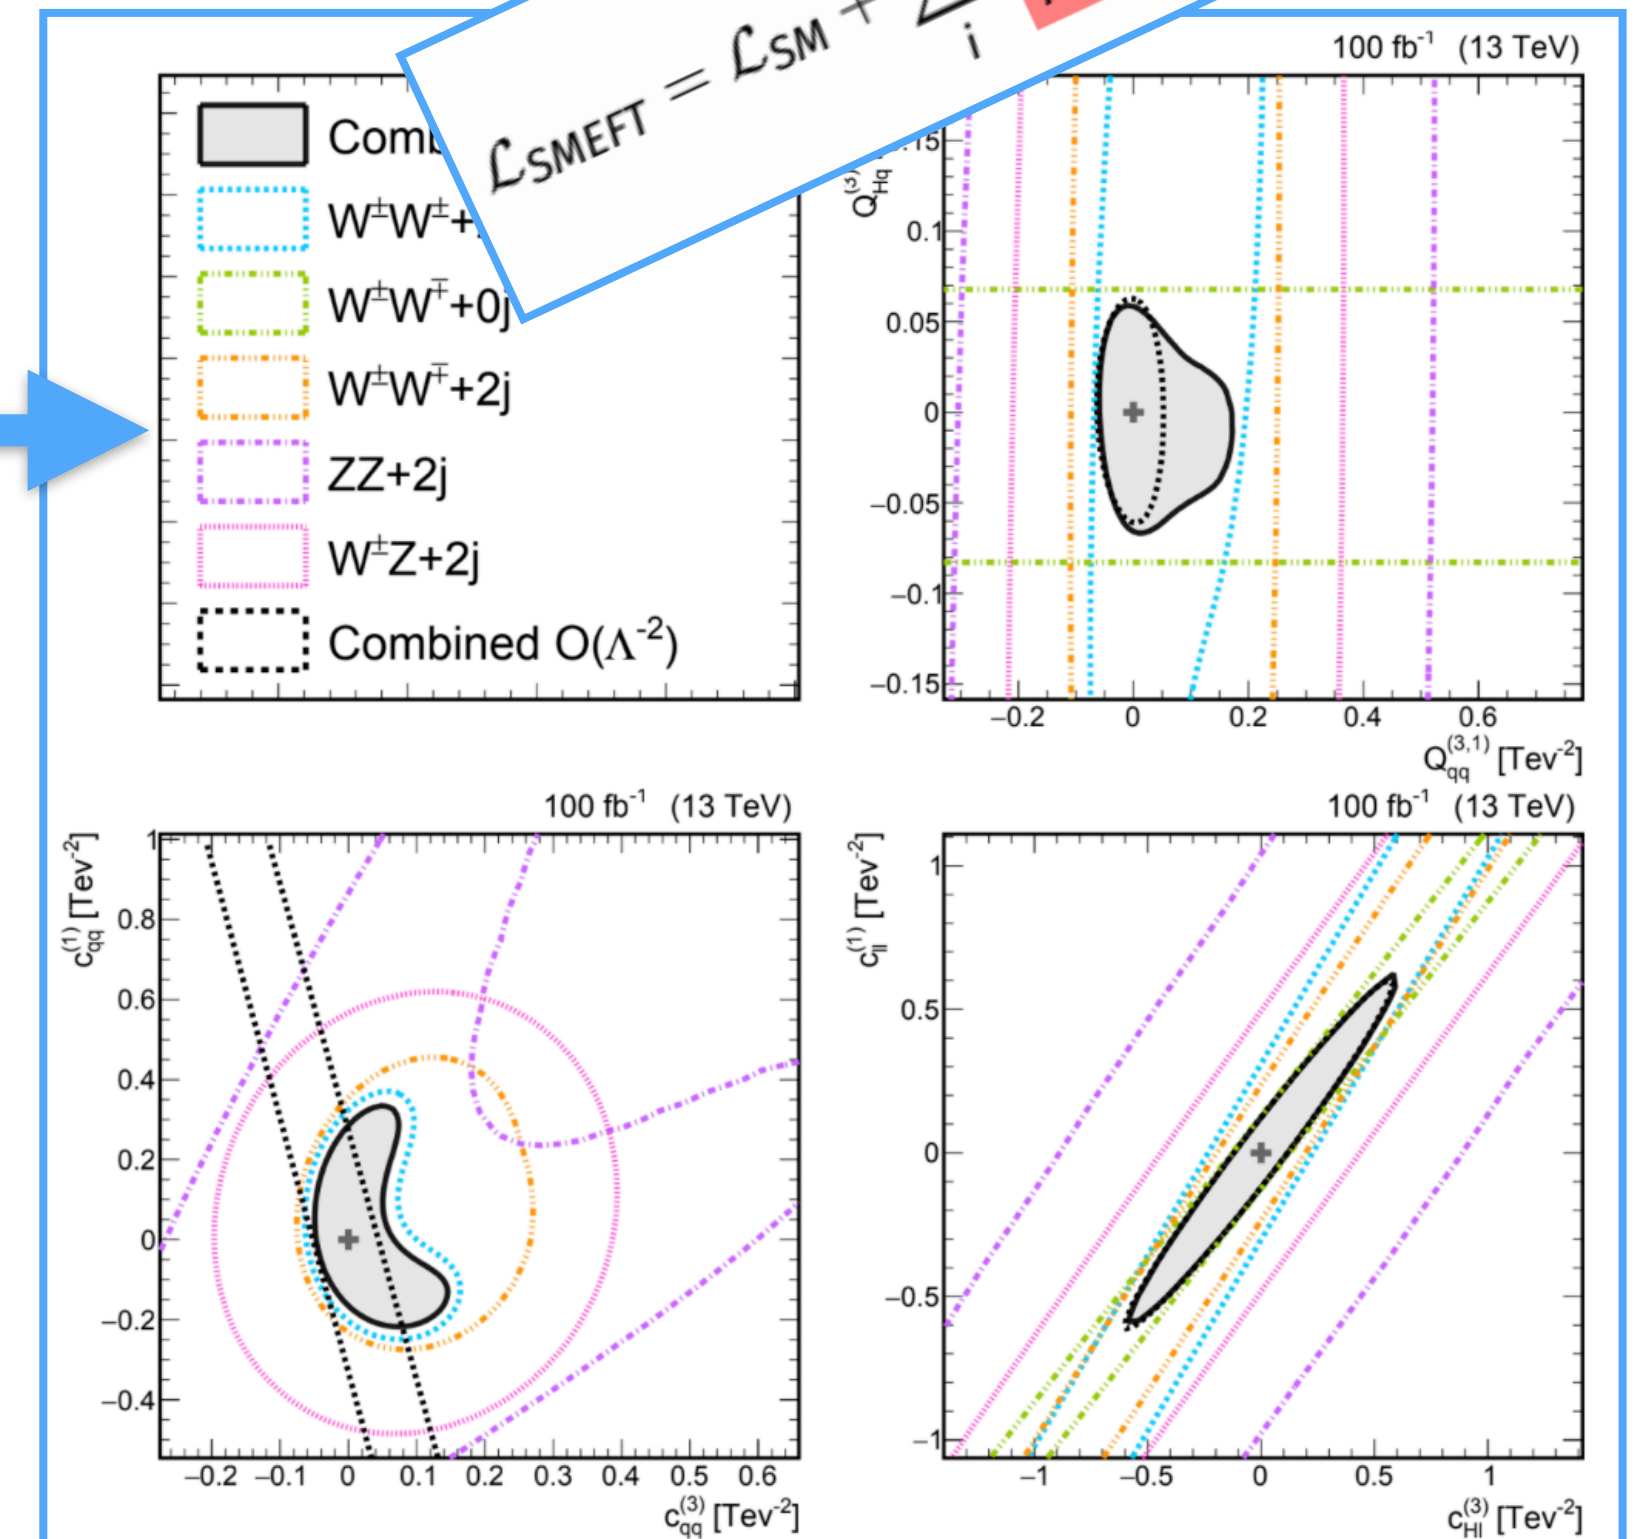 ℒSMEFT = ℒSM + ∑i
W±W±+
W±W∓+0j
W±W∓+2j
ZZ+2j
W±Z+2j
Combined O(Λ-2)
100 fb-1 (13 TeV)
Q(3)Hq
0.1
0.05
0
−0.05
−0.1
−0.15
−0.2 0 0.2 0.4 0.6
Q(3,1)qq [Tev-2]
100 fb-1 (13 TeV)
c(1)qq [Tev-2]
1
0.8
0.6
0.4
0.2
0
−0.2
−0.4
−0.2 −0.1 0 0.1 0.2 0.3 0.4 0.5 0.6
c(3)qq [Tev-2]
100 fb-1 (13 TeV)
c(1)ll [Tev-2]
1
0.5
0
−0.5
−1
−1 −0.5 0 0.5 1
c(3)Hl [Tev-2]